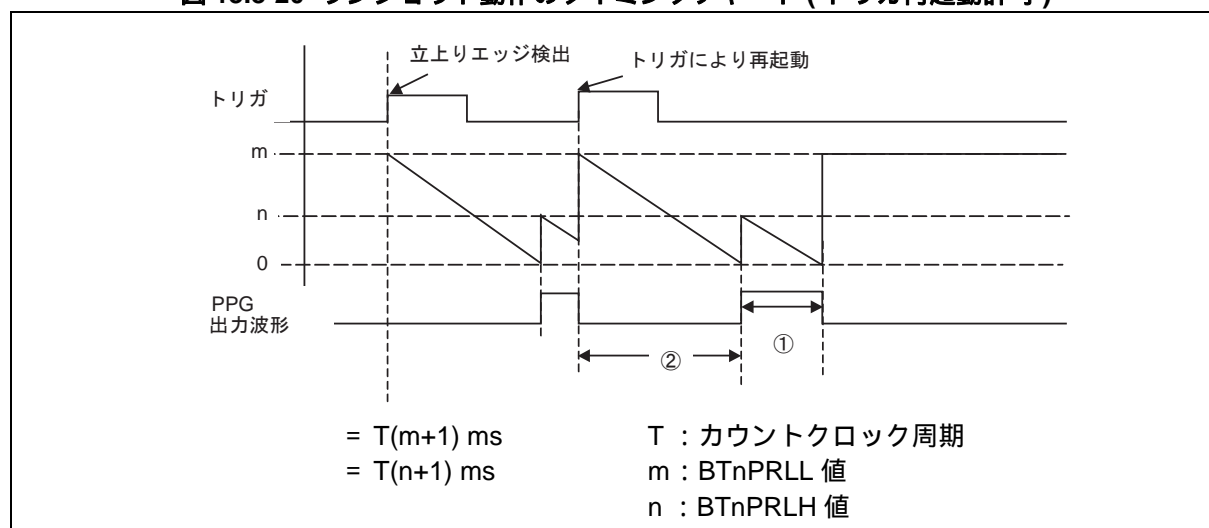 立上りエッジ検出
トリガにより再起動
トリガ
m
n
0
PPG
出力波形
①
②
= T(m+1) ms
= T(n+1) ms
T ：カウントクロック周期
m：BTnPRLL 値
n ：BTnPRLH 値